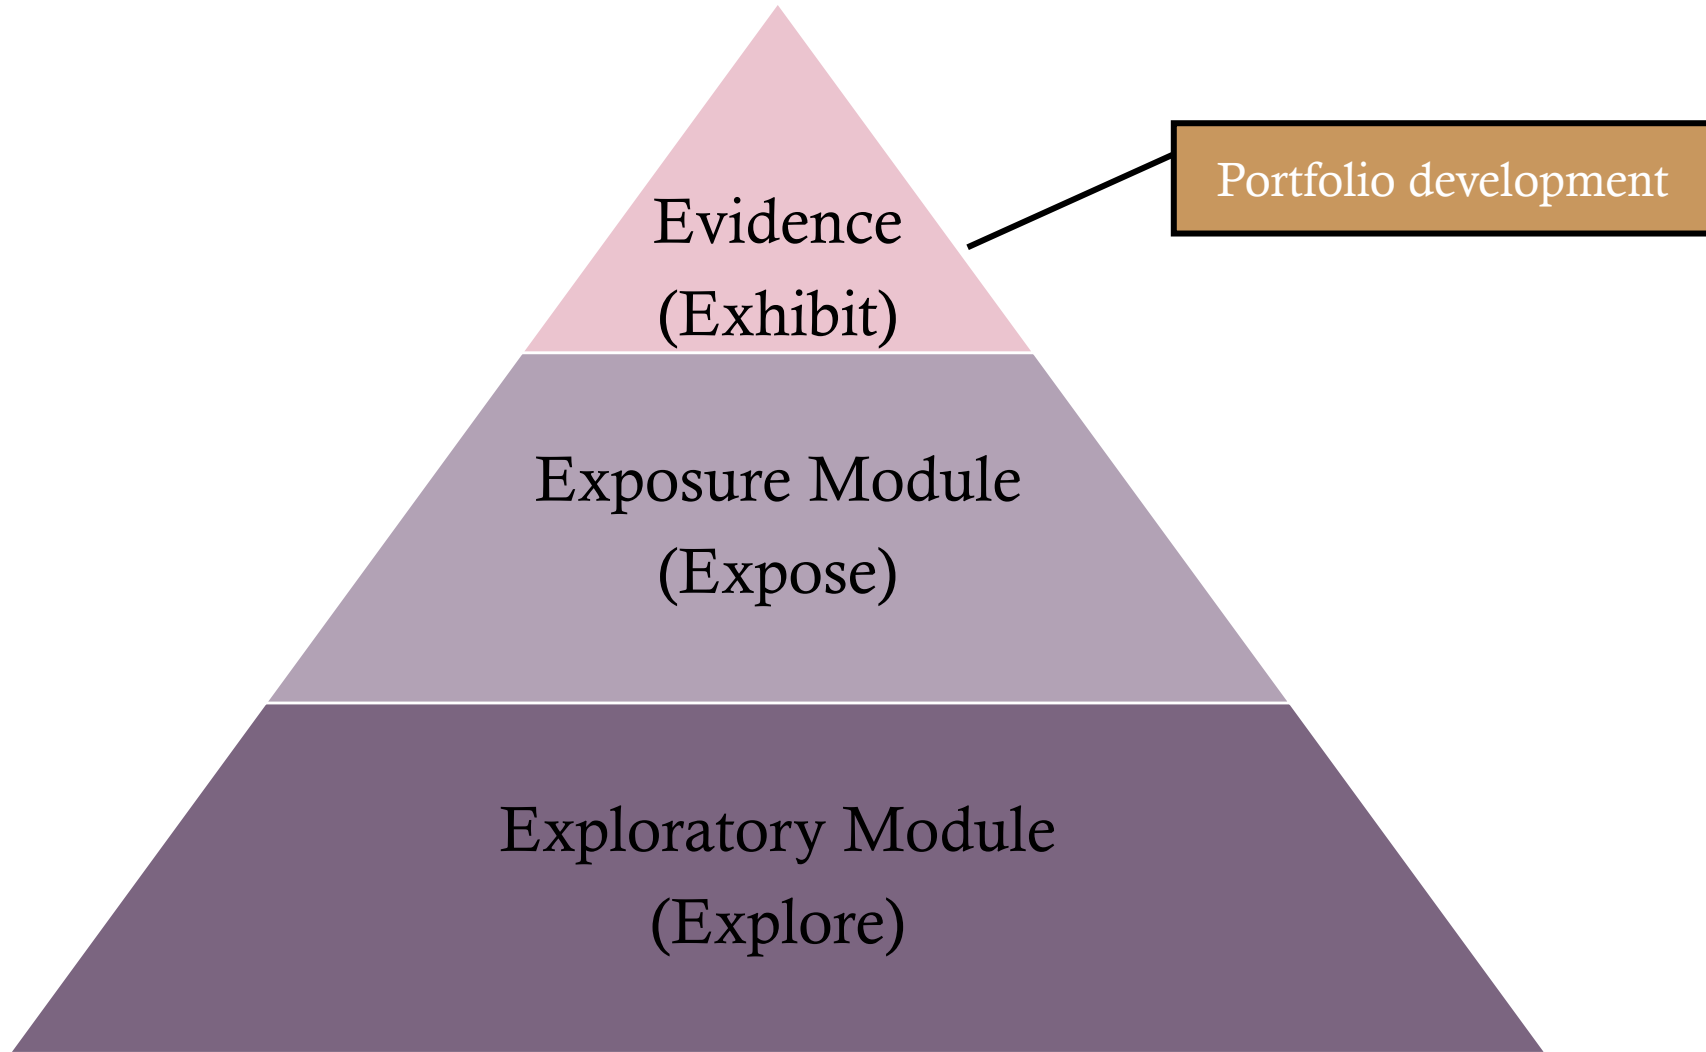 Evidence
(Exhibit)
Portfolio development
Exposure Module
(Expose)
Exploratory Module
(Explore)